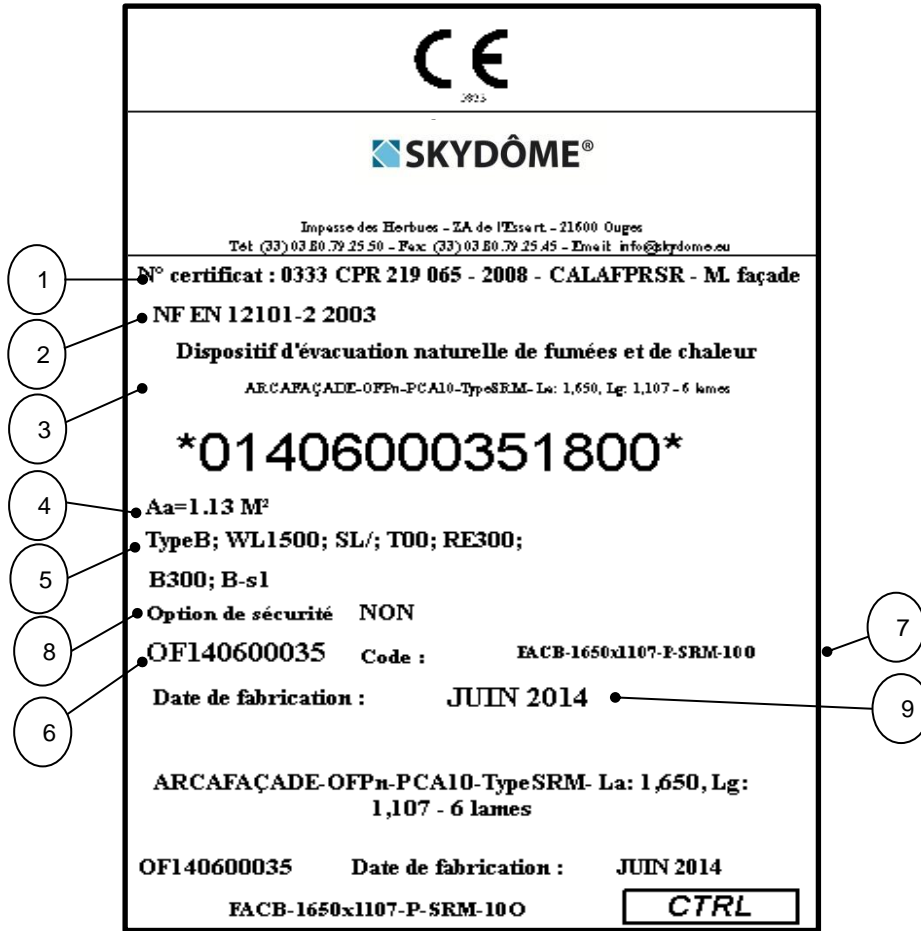 CE
SKYDÔME®
Impasse des Herbues - ZA de l'Essart - 21600 Ouges
Tél: (33) 03.80.79.25.50 - Fax: (33) 03.80.79.25.45 - Email: info@skydome.eu
1
N° certificat : 0333 CPR 219 065 - 2008 - CALAFPRSR - M. façade
2
NF EN 12101-2 2003
Dispositif d'évacuation naturelle de fumées et de chaleur
3
ARCAFAÇADE-OFPn-PCA10-TypeSRM- La: 1,650, Lg: 1,107 - 6 lames
*01406000351800*
4
Aa=1.13 M²
5
TypeB; WL1500; SL/; T00; RE300;
B300; B-s1
8
Option de sécurité NON
7
6
OF140600035 Code : FACB-1650x1107-P-SRM-10O
Date de fabrication : JUIN 2014
9
ARCAFAÇADE-OFPn-PCA10-TypeSRM- La: 1,650, Lg:
1,107 - 6 lames
OF140600035 Date de fabrication : JUIN 2014
FACB-1650x1107-P-SRM-10O CTRL